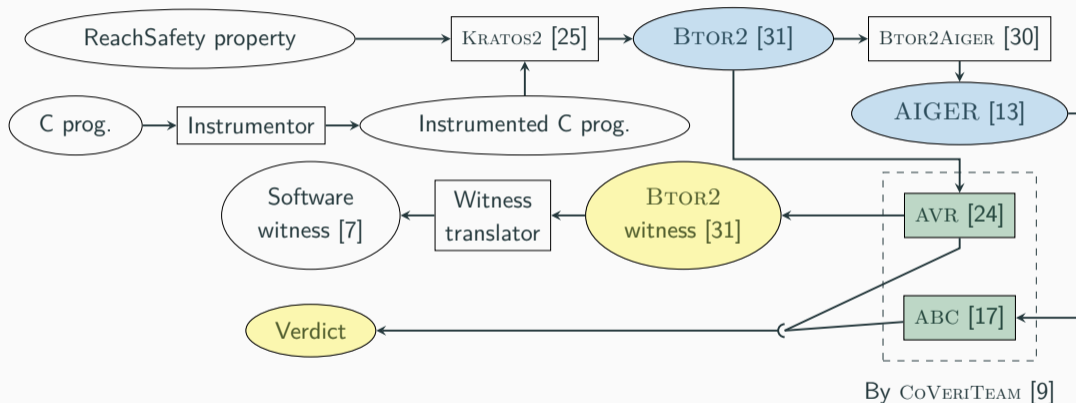 ReachSafety property
Kratos2 [25]
Btor2 [31]
Btor2Aiger [30]
C prog.
Instrumentor
Instrumented C prog.
AIGER [13]
Software
witness [7]
Witness
translator
Btor2
witness [31]
AVR [24]
Verdict
ABC [17]
By CoVeriTeam [9]